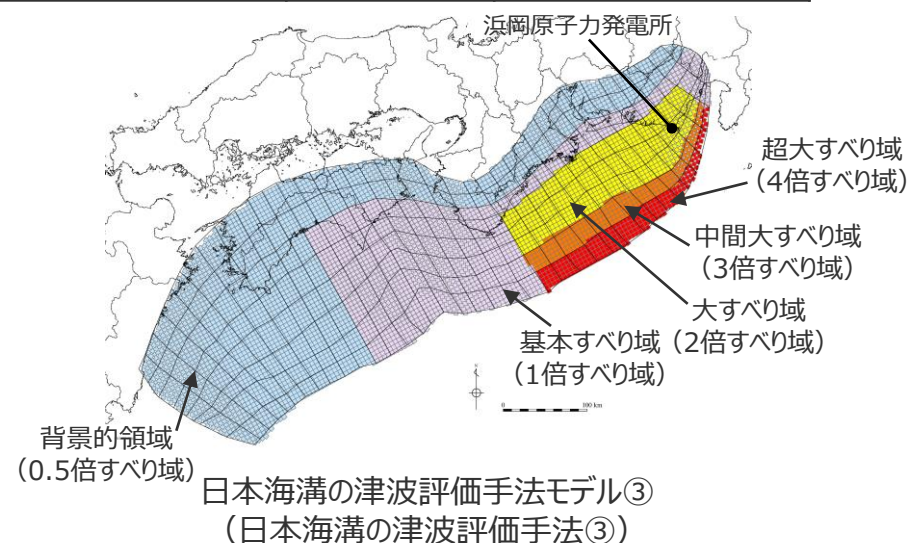 浜岡原子力発電所
超大すべり域
（4倍すべり域）
中間大すべり域
（3倍すべり域）
大すべり域
（2倍すべり域）
基本すべり域
（1倍すべり域）
背景的領域
（0.5倍すべり域）
0
100 km
日本海溝の津波評価手法モデル③
（日本海溝の津波評価手法③）